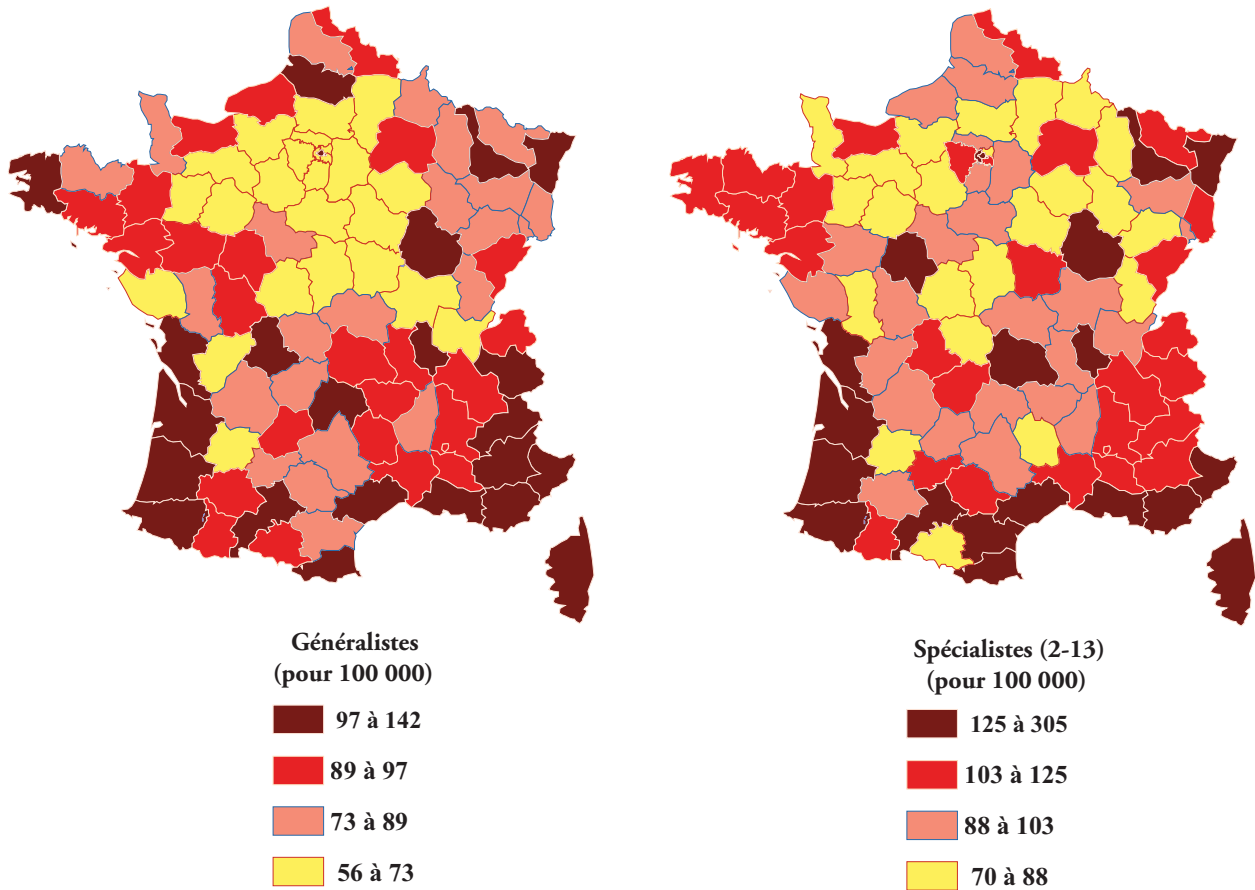 Généralistes
(pour 100 000)
97 à 142
89 à 97
73 à 89
56 à 73
Spécialistes (2-13)
(pour 100 000)
125 à 305
103 à 125
88 à 103
70 à 88